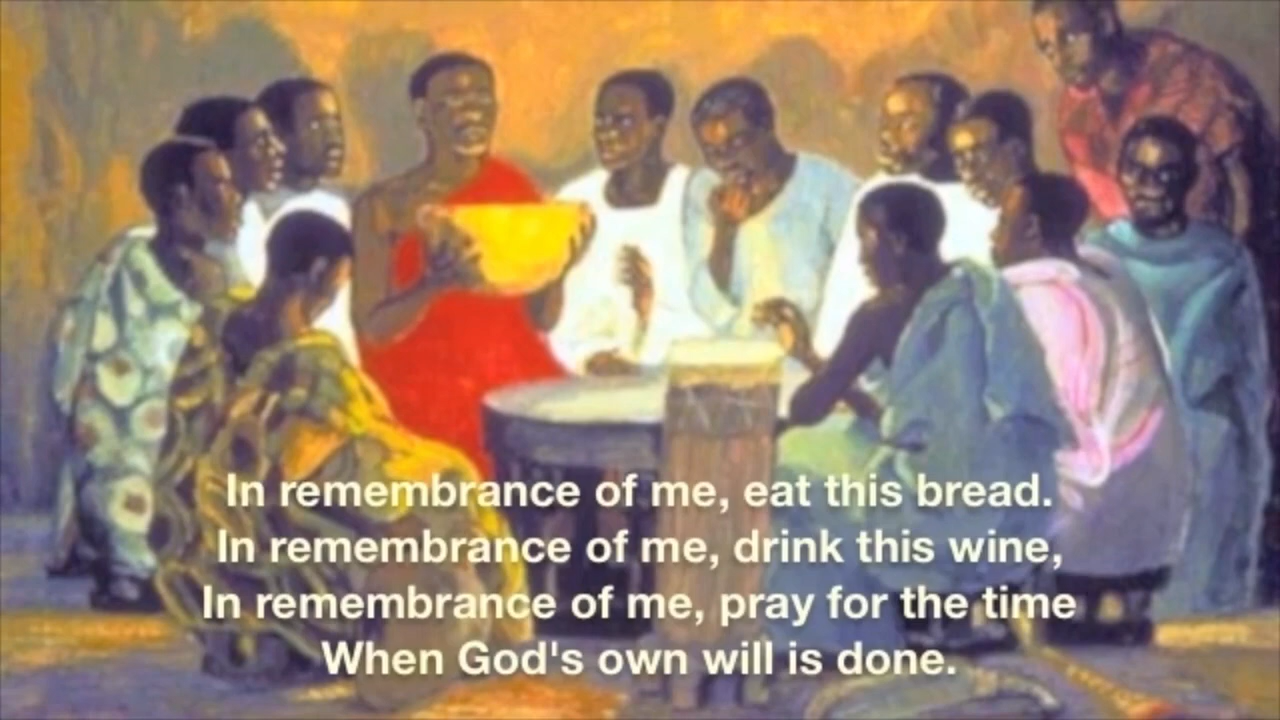 In remembrance of me, eat this bread.
In remembrance of me, drink this wine,
In remembrance of me, pray for the time
When God's own will is done.